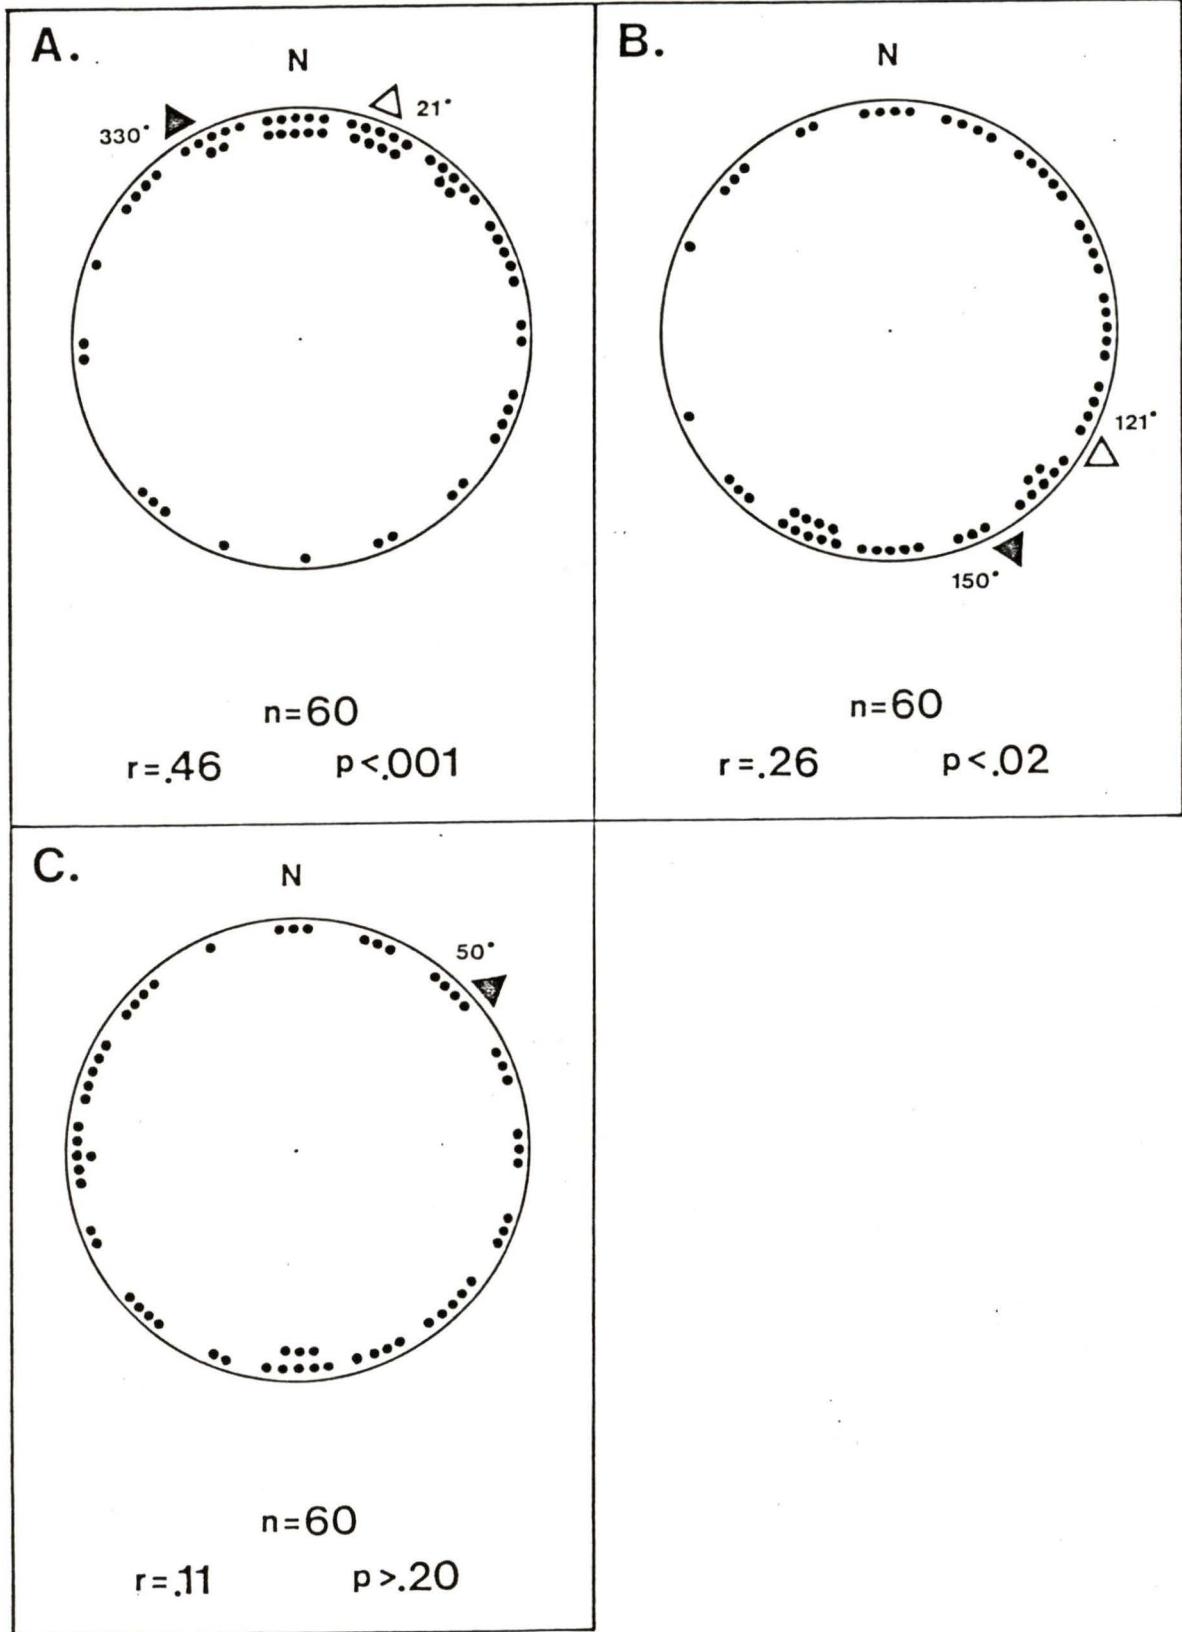 A.
N
330°
21°
n=60
r=.46 p<.001
B.
N
121°
150°
n=60
r=.26 p<.02
C.
N
50°
n=60
r=.11 p>.20